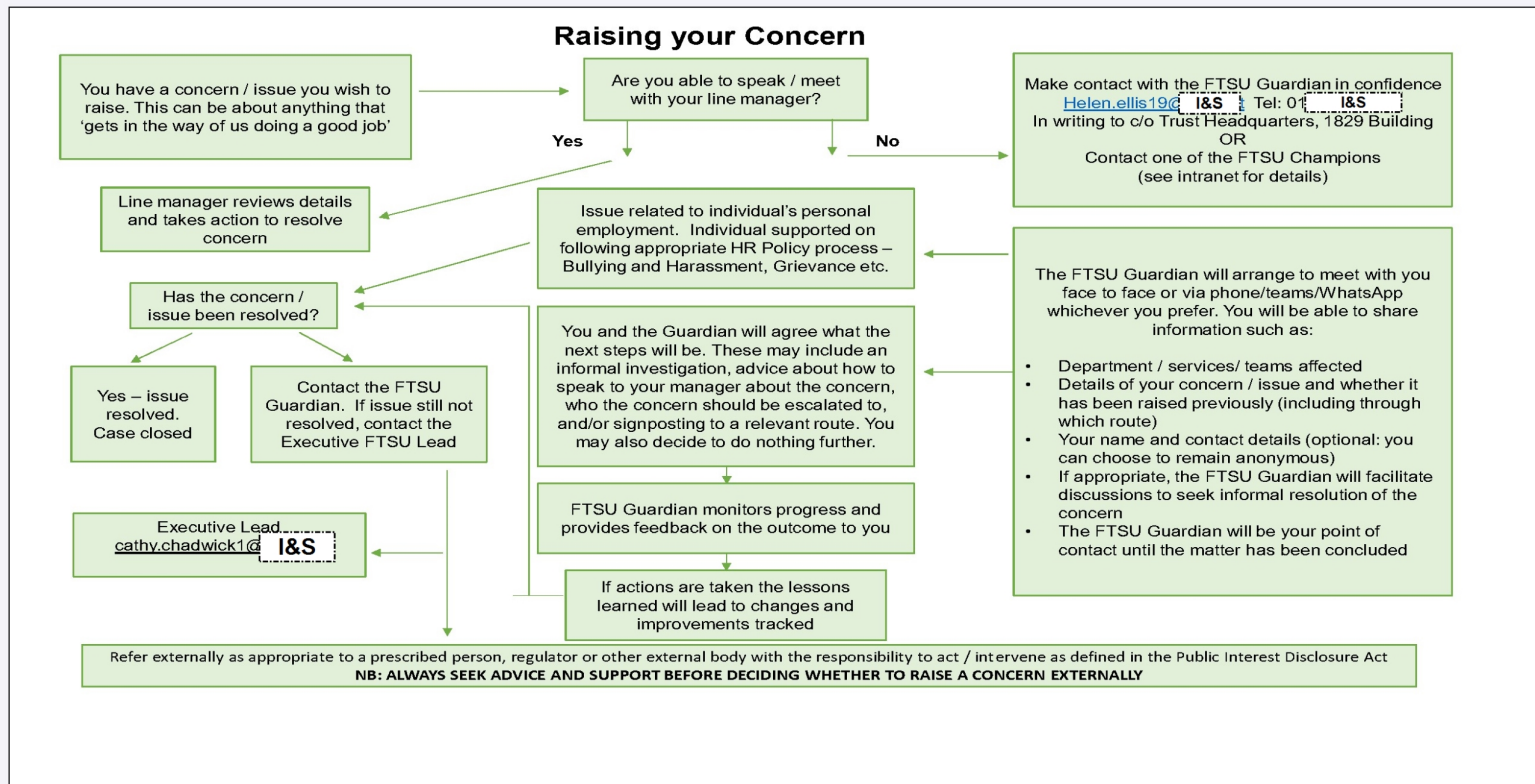 Raising your Concern
You have a concern / issue you wish to
raise. This can be about anything that
‘gets in the way of us doing a good job’
Are you able to speak / meet
with your line manager?
Yes
No
Make contact with the FTSU Guardian in confidence
Helen.ellis19@ I&S t Tel: 01 I&S
In writing to c/o Trust Headquarters, 1829 Building
OR
Contact one of the FTSU Champions
(see intranet for details)
Line manager reviews details
and takes action to resolve
concern
Issue related to individual’s personal
employment. Individual supported on
following appropriate HR Policy process –
Bullying and Harassment, Grievance etc.
The FTSU Guardian will arrange to meet with you
face to face or via phone/teams/WhatsApp
whichever you prefer. You will be able to share
information such as:
• Department / services/ teams affected
• Details of your concern / issue and whether it
has been raised previously (including through
which route)
• Your name and contact details (optional: you
can choose to remain anonymous)
• If appropriate, the FTSU Guardian will facilitate
discussions to seek informal resolution of the
concern
• The FTSU Guardian will be your point of
contact until the matter has been concluded
Has the concern /
issue been resolved?
You and the Guardian will agree what the
next steps will be. These may include an
informal investigation, advice about how to
speak to your manager about the concern,
who the concern should be escalated to,
and/or signposting to a relevant route. You
may also decide to do nothing further.
Yes – issue
resolved.
Case closed
Contact the FTSU
Guardian. If issue still not
resolved, contact the
Executive FTSU Lead
FTSU Guardian monitors progress and
provides feedback on the outcome to you
Executive Lead
cathy.chadwick1@ I&S
If actions are taken the lessons
learned will lead to changes and
improvements tracked
Refer externally as appropriate to a prescribed person, regulator or other external body with the responsibility to act / intervene as defined in the Public Interest Disclosure Act
NB: ALWAYS SEEK ADVICE AND SUPPORT BEFORE DECIDING WHETHER TO RAISE A CONCERN EXTERNALLY